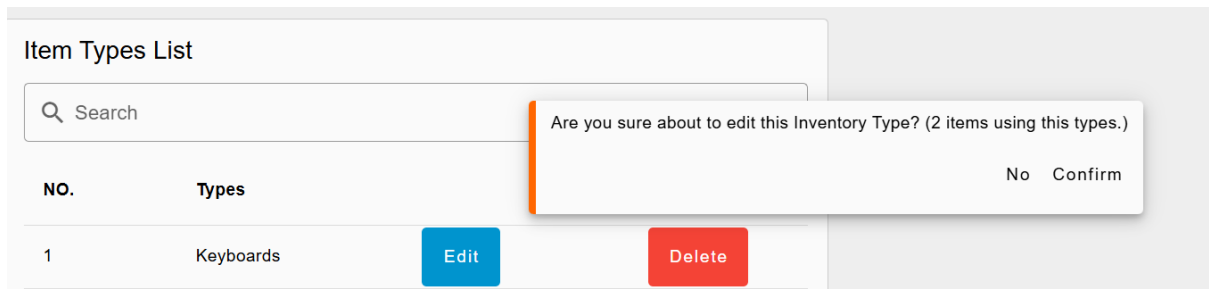 Item Types List
Search
Are you sure about to edit this Inventory Type? (2 items using this types.)
No Confirm
NO. Types
1 Keyboards Edit Delete